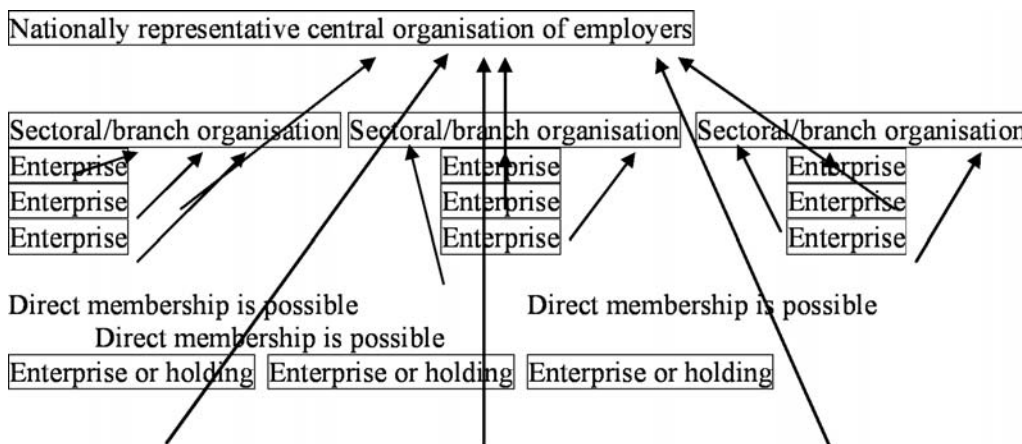 Nationally representative central organisation of employers
Sectoral/branch organisation Sectoral/branch organisation Sectoral/branch organisation
Enterprise Enterprise Enterprise
Enterprise Enterprise Enterprise
Enterprise Enterprise Enterprise
Direct membership is possible Direct membership is possible
Direct membership is possible
Enterprise or holding Enterprise or holding Enterprise or holding